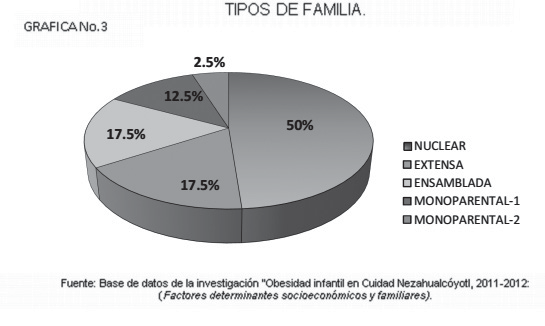 TIPOS DE FAMILIA.
GRAFICA No.3
2.5%
12.5%
50%
17.5%
17.5%
NUCLEAR
EXTENSA
ENSAMBLADA
MONOPARENTAL-1
MONOPARENTAL-2
Fuente: Base de datos de la investigación "Obesidad infantil en Cuidad Nezahualcóyotl, 2011-2012:
(Factores determinantes socioeconómicos y familiares).